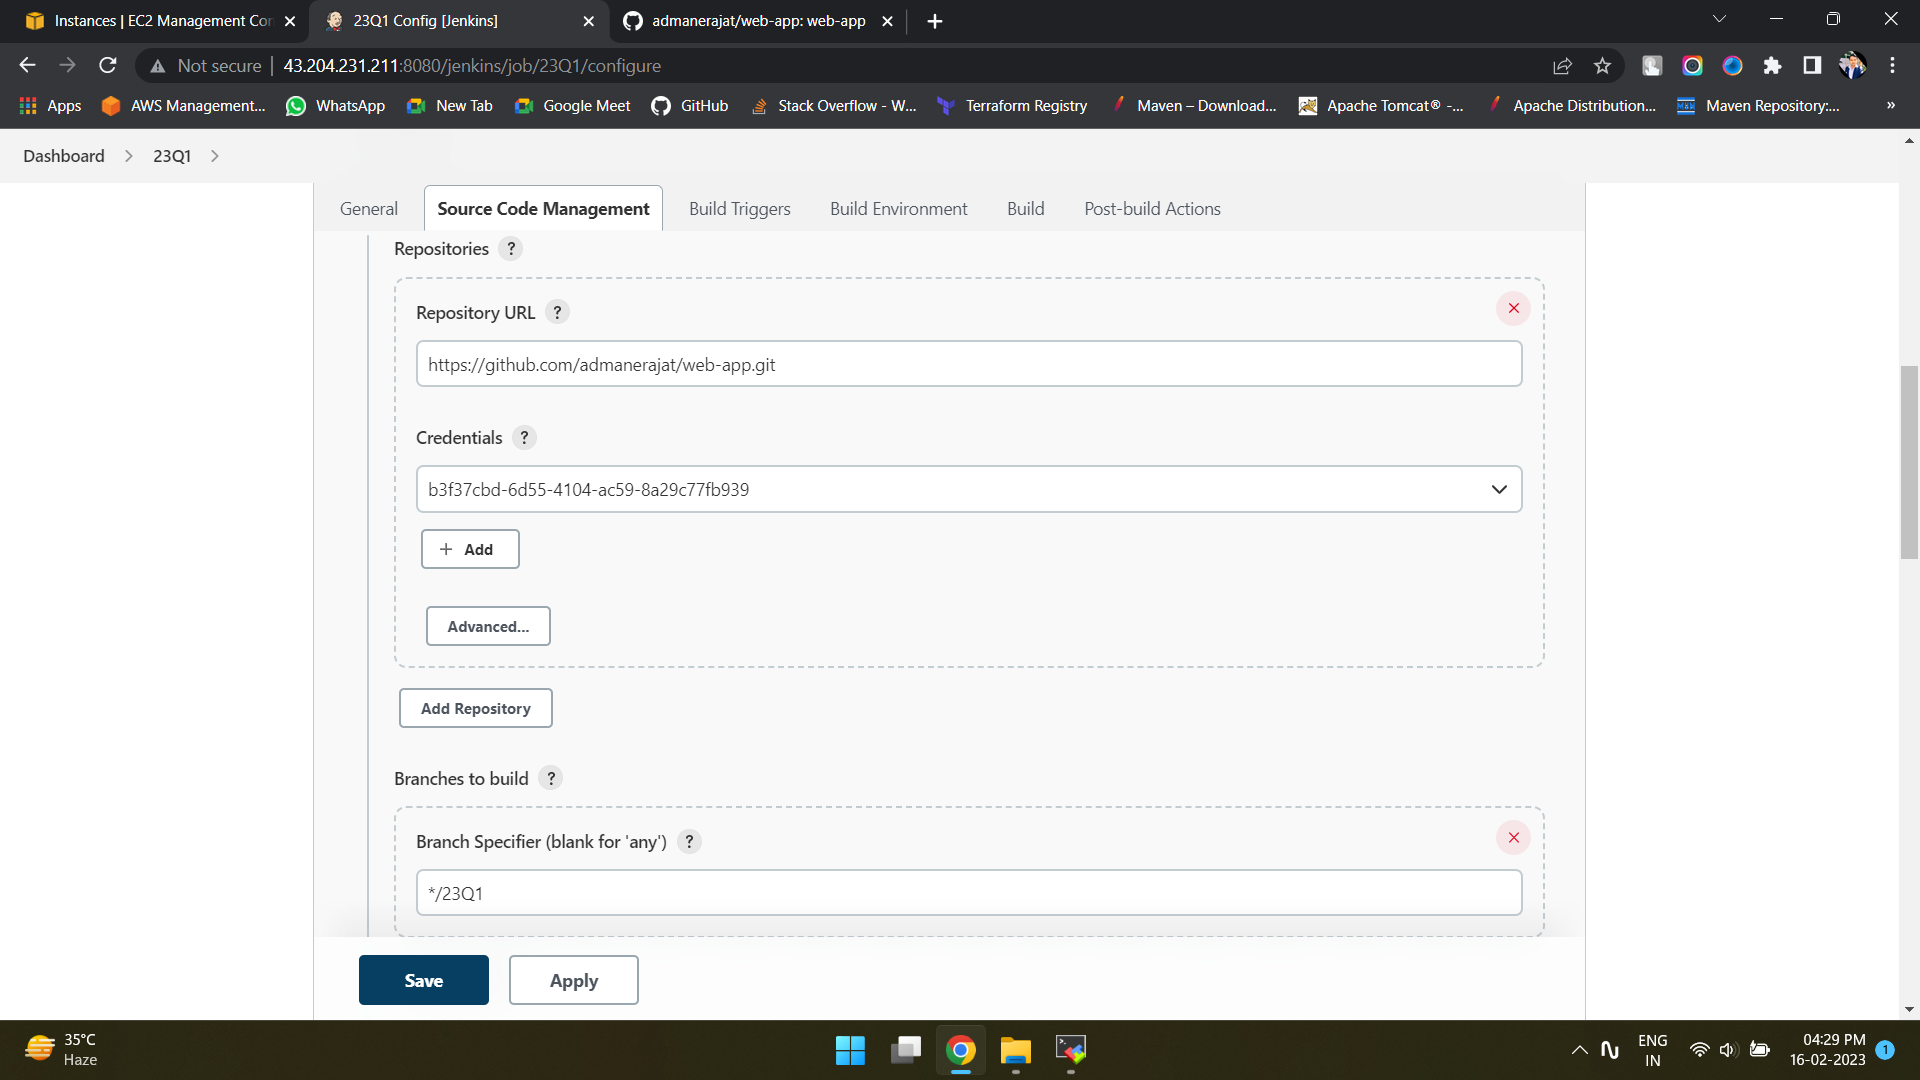 Instances | EC2 Management Con
23Q1 Config [Jenkins]
admanerajat/web-app: web-app
Not secure
43.204.231.211:8080/jenkins/job/23Q1/configure
Apps
AWS Management...
WhatsApp
New Tab
Google Meet
GitHub
Stack Overflow - W...
Terraform Registry
Maven – Download...
Apache Tomcat® -...
Apache Distribution...
Maven Repository:...
»
Dashboard
23Q1
General
Source Code Management
Build Triggers
Build Environment
Build
Post-build Actions
Repositories ?
Repository URL ?
https://github.com/admanerajat/web-app.git
Credentials ?
b3f37cbd-6d55-4104-ac59-8a29c77fb939
+ Add
Advanced...
Add Repository
Branches to build ?
Branch Specifier (blank for 'any') ?
*/23Q1
Save
Apply
35°C
Haze
ENG
IN
04:29 PM
16-02-2023
1